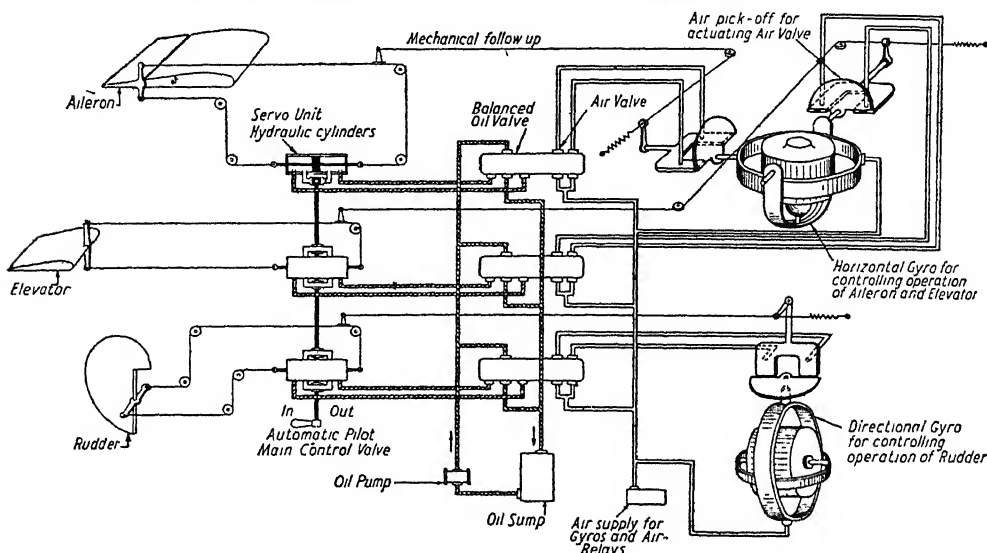 Air pick-off for
actuating Air Valve
Mechanical follow up
Aileron
Servo Unit
Hydraulic cylinders
Balanced
Oil Valve
Air Valve
Elevator
Horizontal Gyro for
controlling operation
of Aileron and Elevator
In Out
Automatic Pilot
Main Control Valve
Rudder
Directional Gyro
for controlling
operation of Rudder
Oil Pump
Oil Sump
Air supply for
Gyros and Air-
Relays